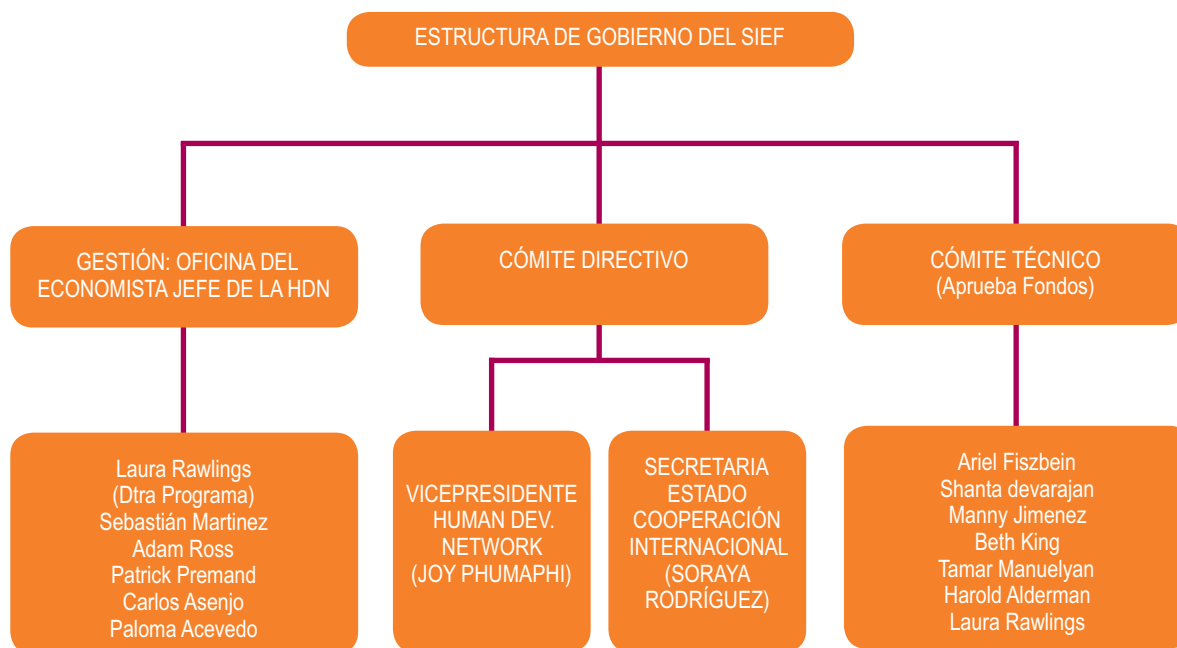 ESTRUCTURA DE GOBIERNO DEL SIEF
GESTIÓN: OFICINA DEL
ECONOMISTA JEFE DE LA HDN
CÓMITE DIRECTIVO
CÓMITE TÉCNICO
(Aprueba Fondos)
Laura Rawlings
(Dtra Programa)
Sebastián Martinez
Adam Ross
Patrick Premand
Carlos Asenjo
Paloma Acevedo
VICEPRESIDENTE
HUMAN DEV.
NETWORK
(JOY PHUMAPHI)
SECRETARIA
ESTADO
COOPERACIÓN
INTERNACIONAL
(SORAYA
RODRÍGUEZ)
Ariel Fiszbein
Shanta devarajan
Manny Jimenez
Beth King
Tamar Manuelyan
Harold Alderman
Laura Rawlings